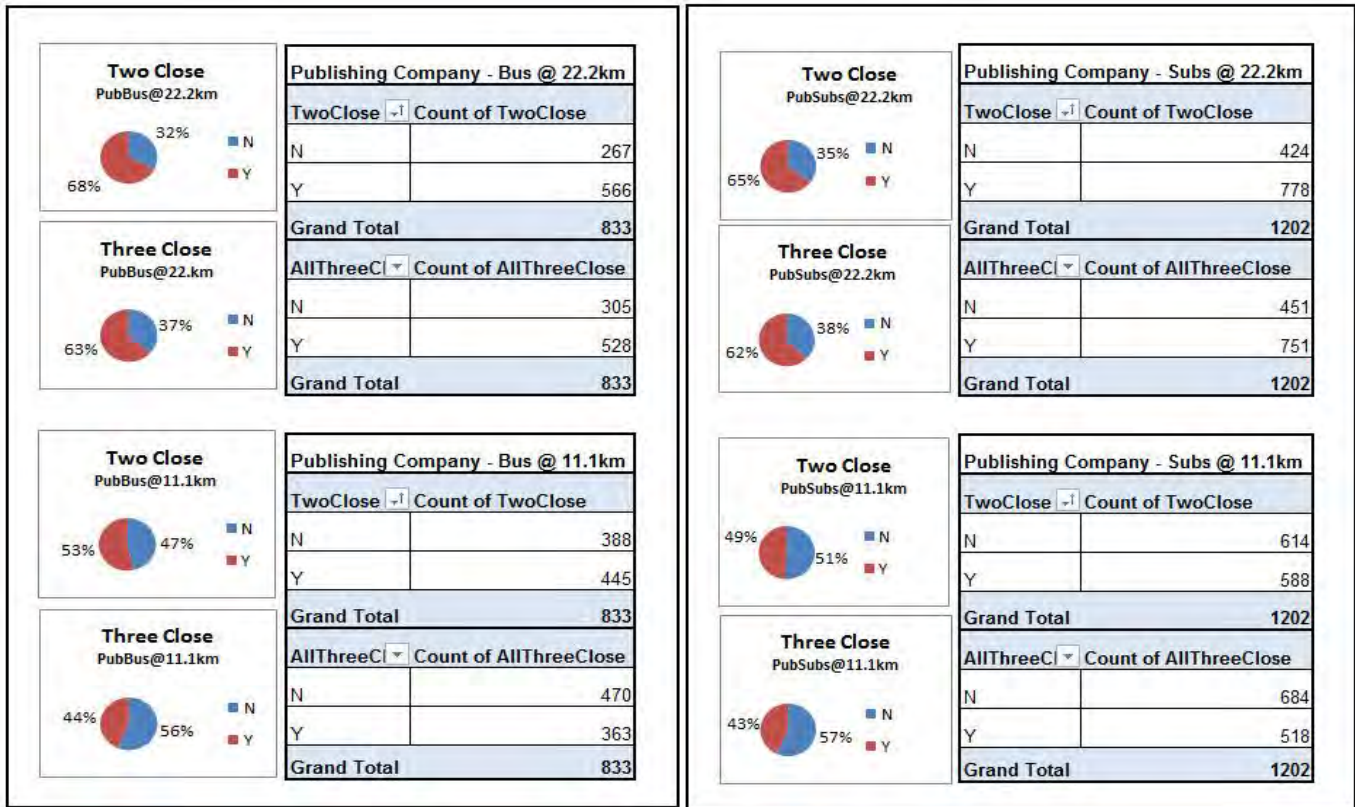 Two Close
PubBus@22.2km
32%
N
68%
Y
Publishing Company - Bus @ 22.2km
TwoClose Count of TwoClose
N 267
Y 566
Grand Total 833
Three Close
PubBus@22.km
37%
N
63%
Y
AllThreeCl Count of AllThreeClose
N 305
Y 528
Grand Total 833
Two Close
PubBus@11.1km
N
53% 47%
Y
Publishing Company - Bus @ 11.1km
TwoClose Count of TwoClose
N 388
Y 445
Grand Total 833
Three Close
PubBus@11.1km
44% N
56% Y
AllThreeCl Count of AllThreeClose
N 470
Y 363
Grand Total 833
Two Close
PubSubs@22.2km
35% N
65% Y
Publishing Company - Subs @ 22.2km
TwoClose Count of TwoClose
N 424
Y 778
Grand Total 1202
Three Close
PubSubs@22.2km
38% N
62% Y
AllThreeCl Count of AllThreeClose
N 451
Y 751
Grand Total 1202
Two Close
PubSubs@11.1km
49% N
51% Y
Publishing Company - Subs @ 11.1km
TwoClose Count of TwoClose
N 614
Y 588
Grand Total 1202
Three Close
PubSubs@11.1km
N
43% 57%
Y
AllThreeCl Count of AllThreeClose
N 684
Y 518
Grand Total 1202